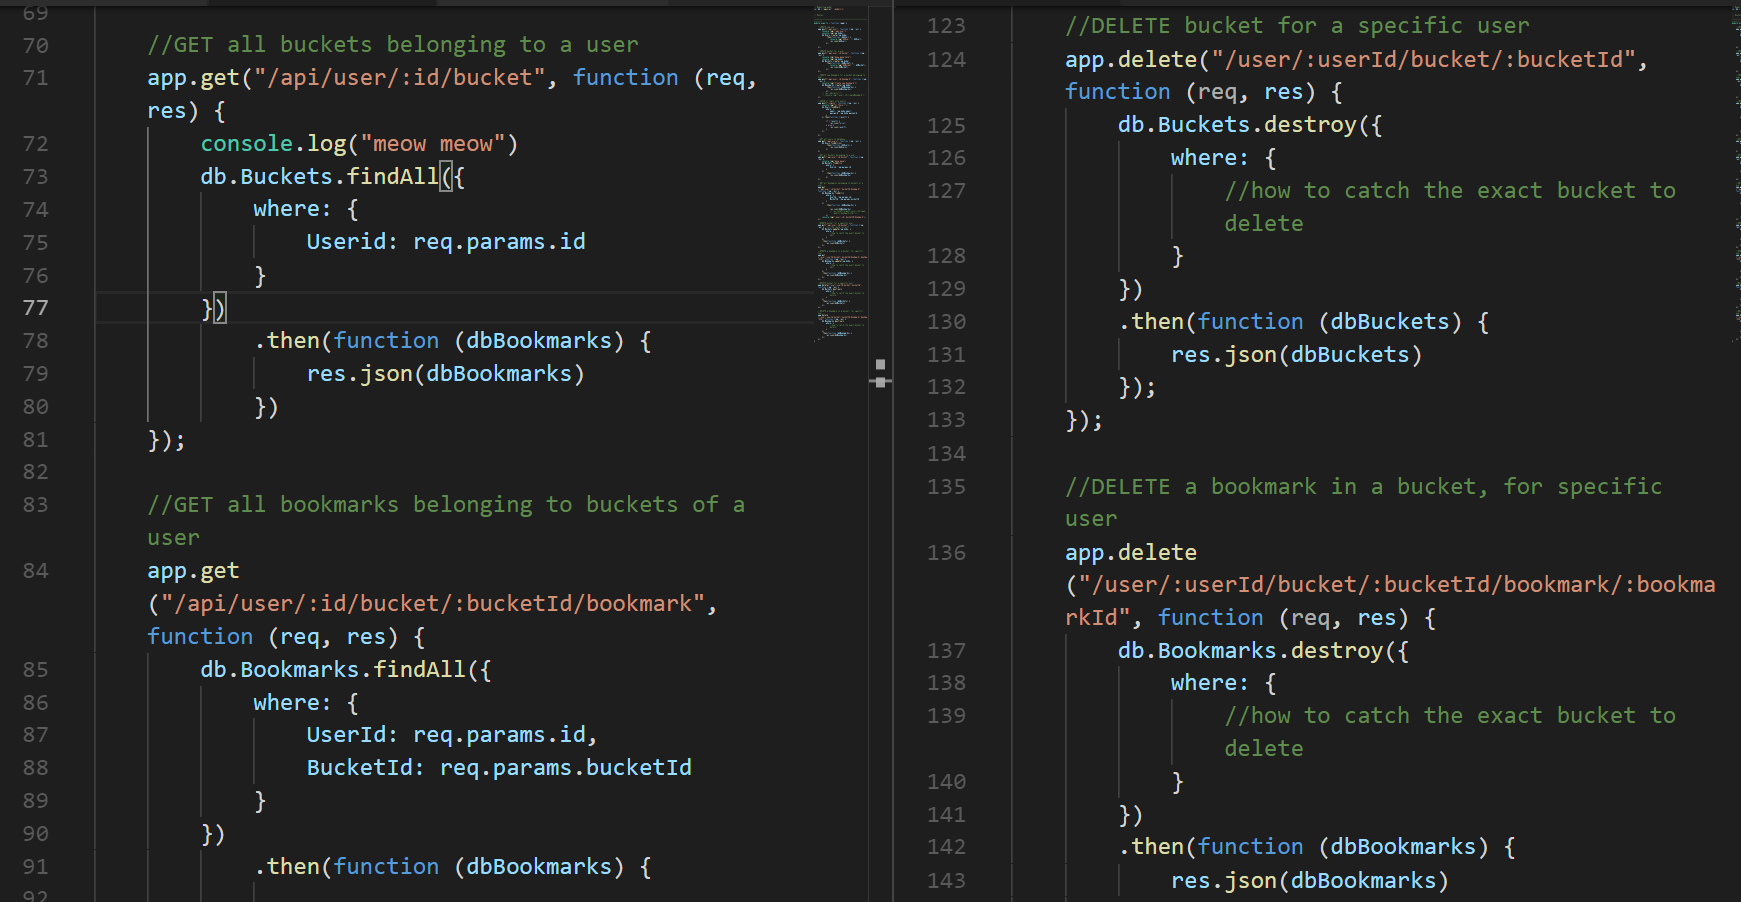 69
70 //GET all buckets belonging to a user
71 app.get("/api/user/:id/bucket", function (req,
res) {
72 console.log("meow meow")
73 db.Buckets.findAll({
74 where: {
75 Userid: req.params.id
76 }
77 })
78 .then(function (dbBookmarks) {
79 res.json(dbBookmarks)
80 })
81 });
82
83 //GET all bookmarks belonging to buckets of a
user
84 app.get
("/api/user/:id/bucket/:bucketId/bookmark",
function (req, res) {
85 db.Bookmarks.findAll({
86 where: {
87 UserId: req.params.id,
88 BucketId: req.params.bucketId
89 }
90 })
91 .then(function (dbBookmarks) {
92
123 //DELETE bucket for a specific user
124 app.delete("/user/:userId/bucket/:bucketId",
function (req, res) {
125 db.Buckets.destroy({
126 where: {
127 //how to catch the exact bucket to
delete
128 }
129 })
130 .then(function (dbBuckets) {
131 res.json(dbBuckets)
132 });
133 });
134
135 //DELETE a bookmark in a bucket, for specific
user
136 app.delete
("/user/:userId/bucket/:bucketId/bookmark/:bookma
rkId", function (req, res) {
137 db.Bookmarks.destroy({
138 where: {
139 //how to catch the exact bucket to
delete
140 }
141 })
142 .then(function (dbBookmarks) {
143 res.json(dbBookmarks)